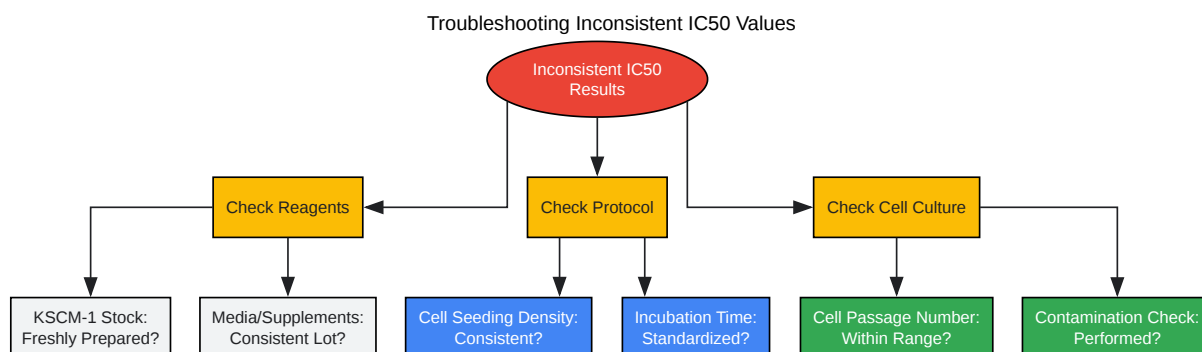 Troubleshooting Inconsistent IC50 Values
Inconsistent IC50
Results
Check Reagents
Check Protocol
Check Cell Culture
KSCM-1 Stock:
Freshly Prepared?
Media/Supplements:
Consistent Lot?
Cell Seeding Density:
Consistent?
Incubation Time:
Standardized?
Cell Passage Number:
Within Range?
Contamination Check:
Performed?